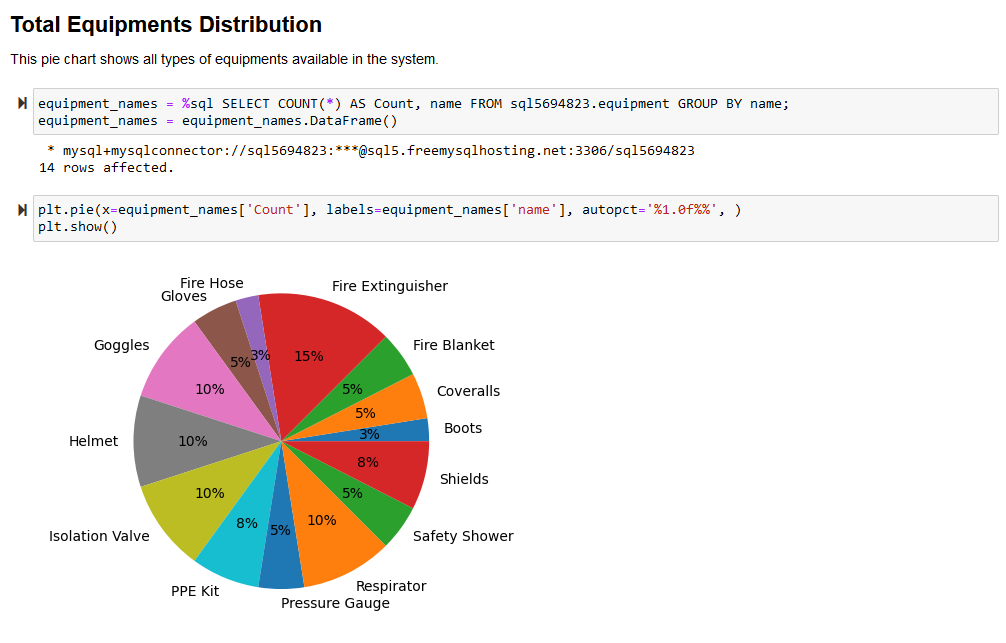 Total Equipments Distribution
This pie chart shows all types of equipments available in the system.
equipment_names = %sql SELECT COUNT(*) AS Count, name FROM sql5694823.equipment GROUP BY name;
equipment_names = equipment_names.DataFrame()
* mysql+mysqlconnector://sql5694823:***@sql5.freemysqlhosting.net:3306/sql5694823
14 rows affected.
plt.pie(x=equipment_names['Count'], labels=equipment_names['name'], autopct='%1.0f%%', )
plt.show()
Fire Hose
Fire Extinguisher
Gloves
Goggles
Fire Blanket
3%
15%
5%
10%
5%
Coveralls
5%
Boots
3%
Helmet
10%
8%
Shields
10%
5%
8%
5%
10%
Isolation Valve
Safety Shower
PPE Kit
Respirator
Pressure Gauge